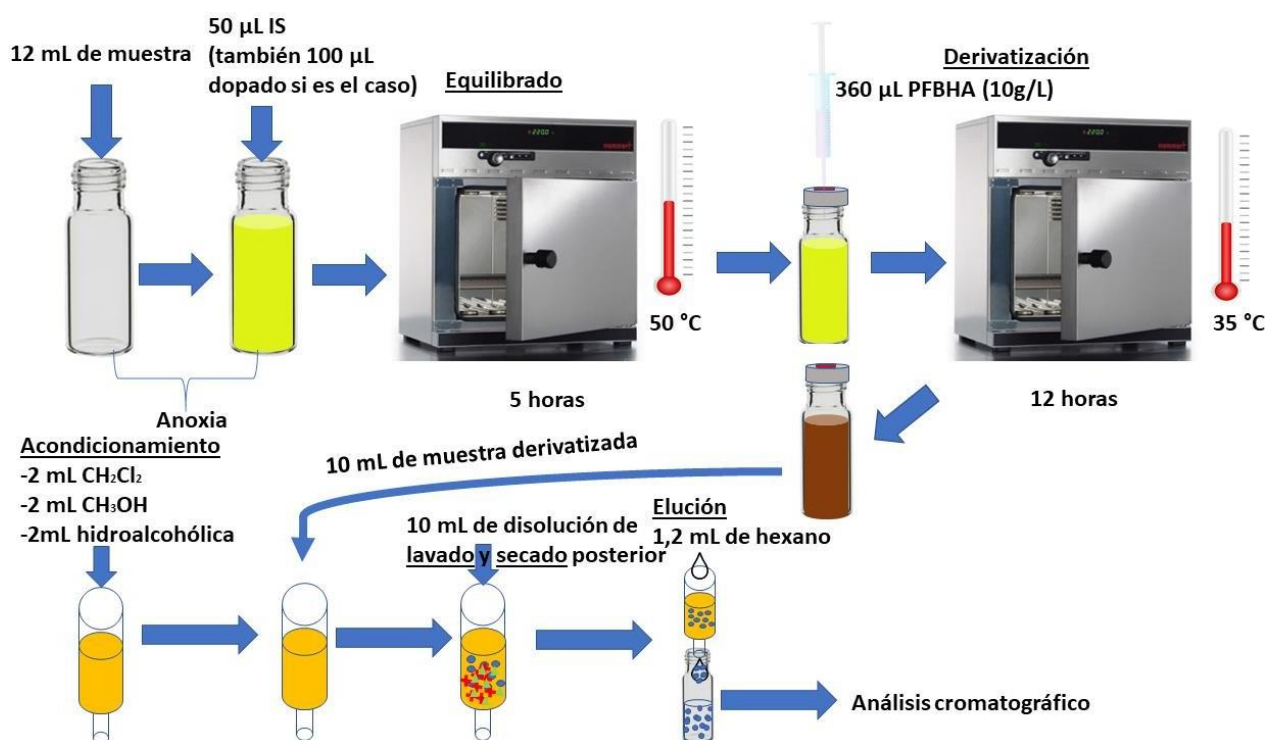 12 mL de muestra
50 µL IS
(también 100 µL
dopado si es el caso)
Equilibrado
Derivatización
360 µL PFBHA (10g/L)
50 °C
35 °C
Anoxia
5 horas
12 horas
Acondicionamiento
-2 mL CH₂Cl₂
-2 mL CH₃OH
-2mL hidroalcohólica
10 mL de muestra derivatizada
10 mL de disolución de
lavado y secado posterior
Elución
1,2 mL de hexano
Análisis cromatográfico